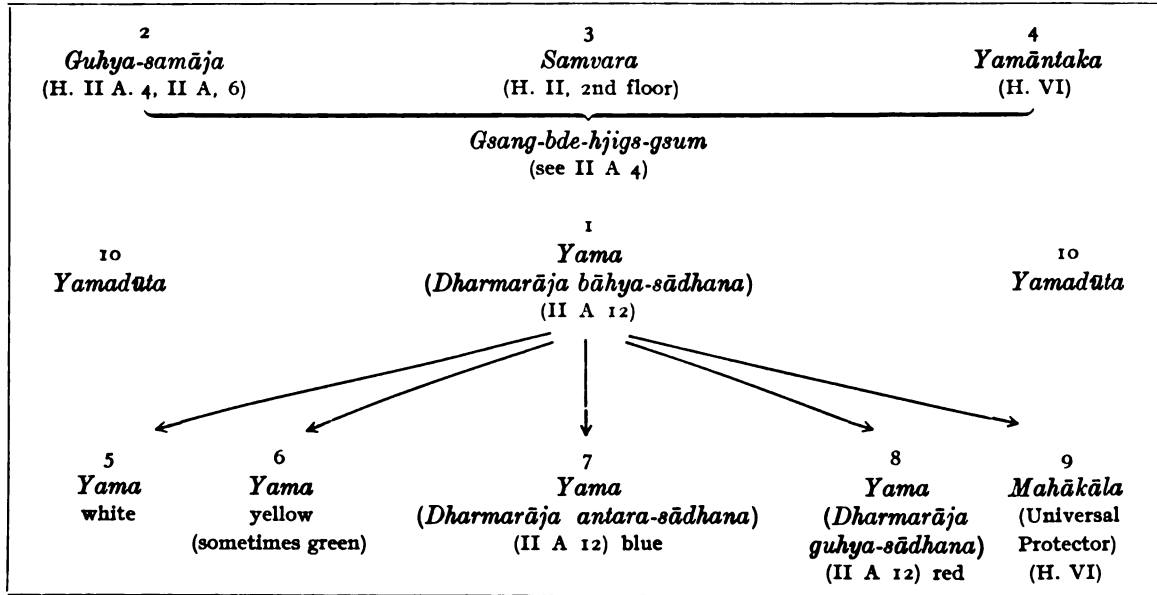 2
Guhya-samāja
(H. II A. 4, II A, 6)
3
Samvara
(H. II, 2nd floor)
4
Yamāntaka
(H. VI)
Gsang-bde-hjigs-gsum
(see II A 4)
10
Yamadūta
1
Yama
(Dharmarāja bāhya-sādhana)
(II A 12)
10
Yamadūta
5
Yama
white
6
Yama
yellow
(sometimes green)
7
Yama
(Dharmarāja antara-sādhana)
(II A 12) blue
8
Yama
(Dharmarāja
guhya-sādhana)
(II A 12) red
9
Mahākāla
(Universal
Protector)
(H. VI)